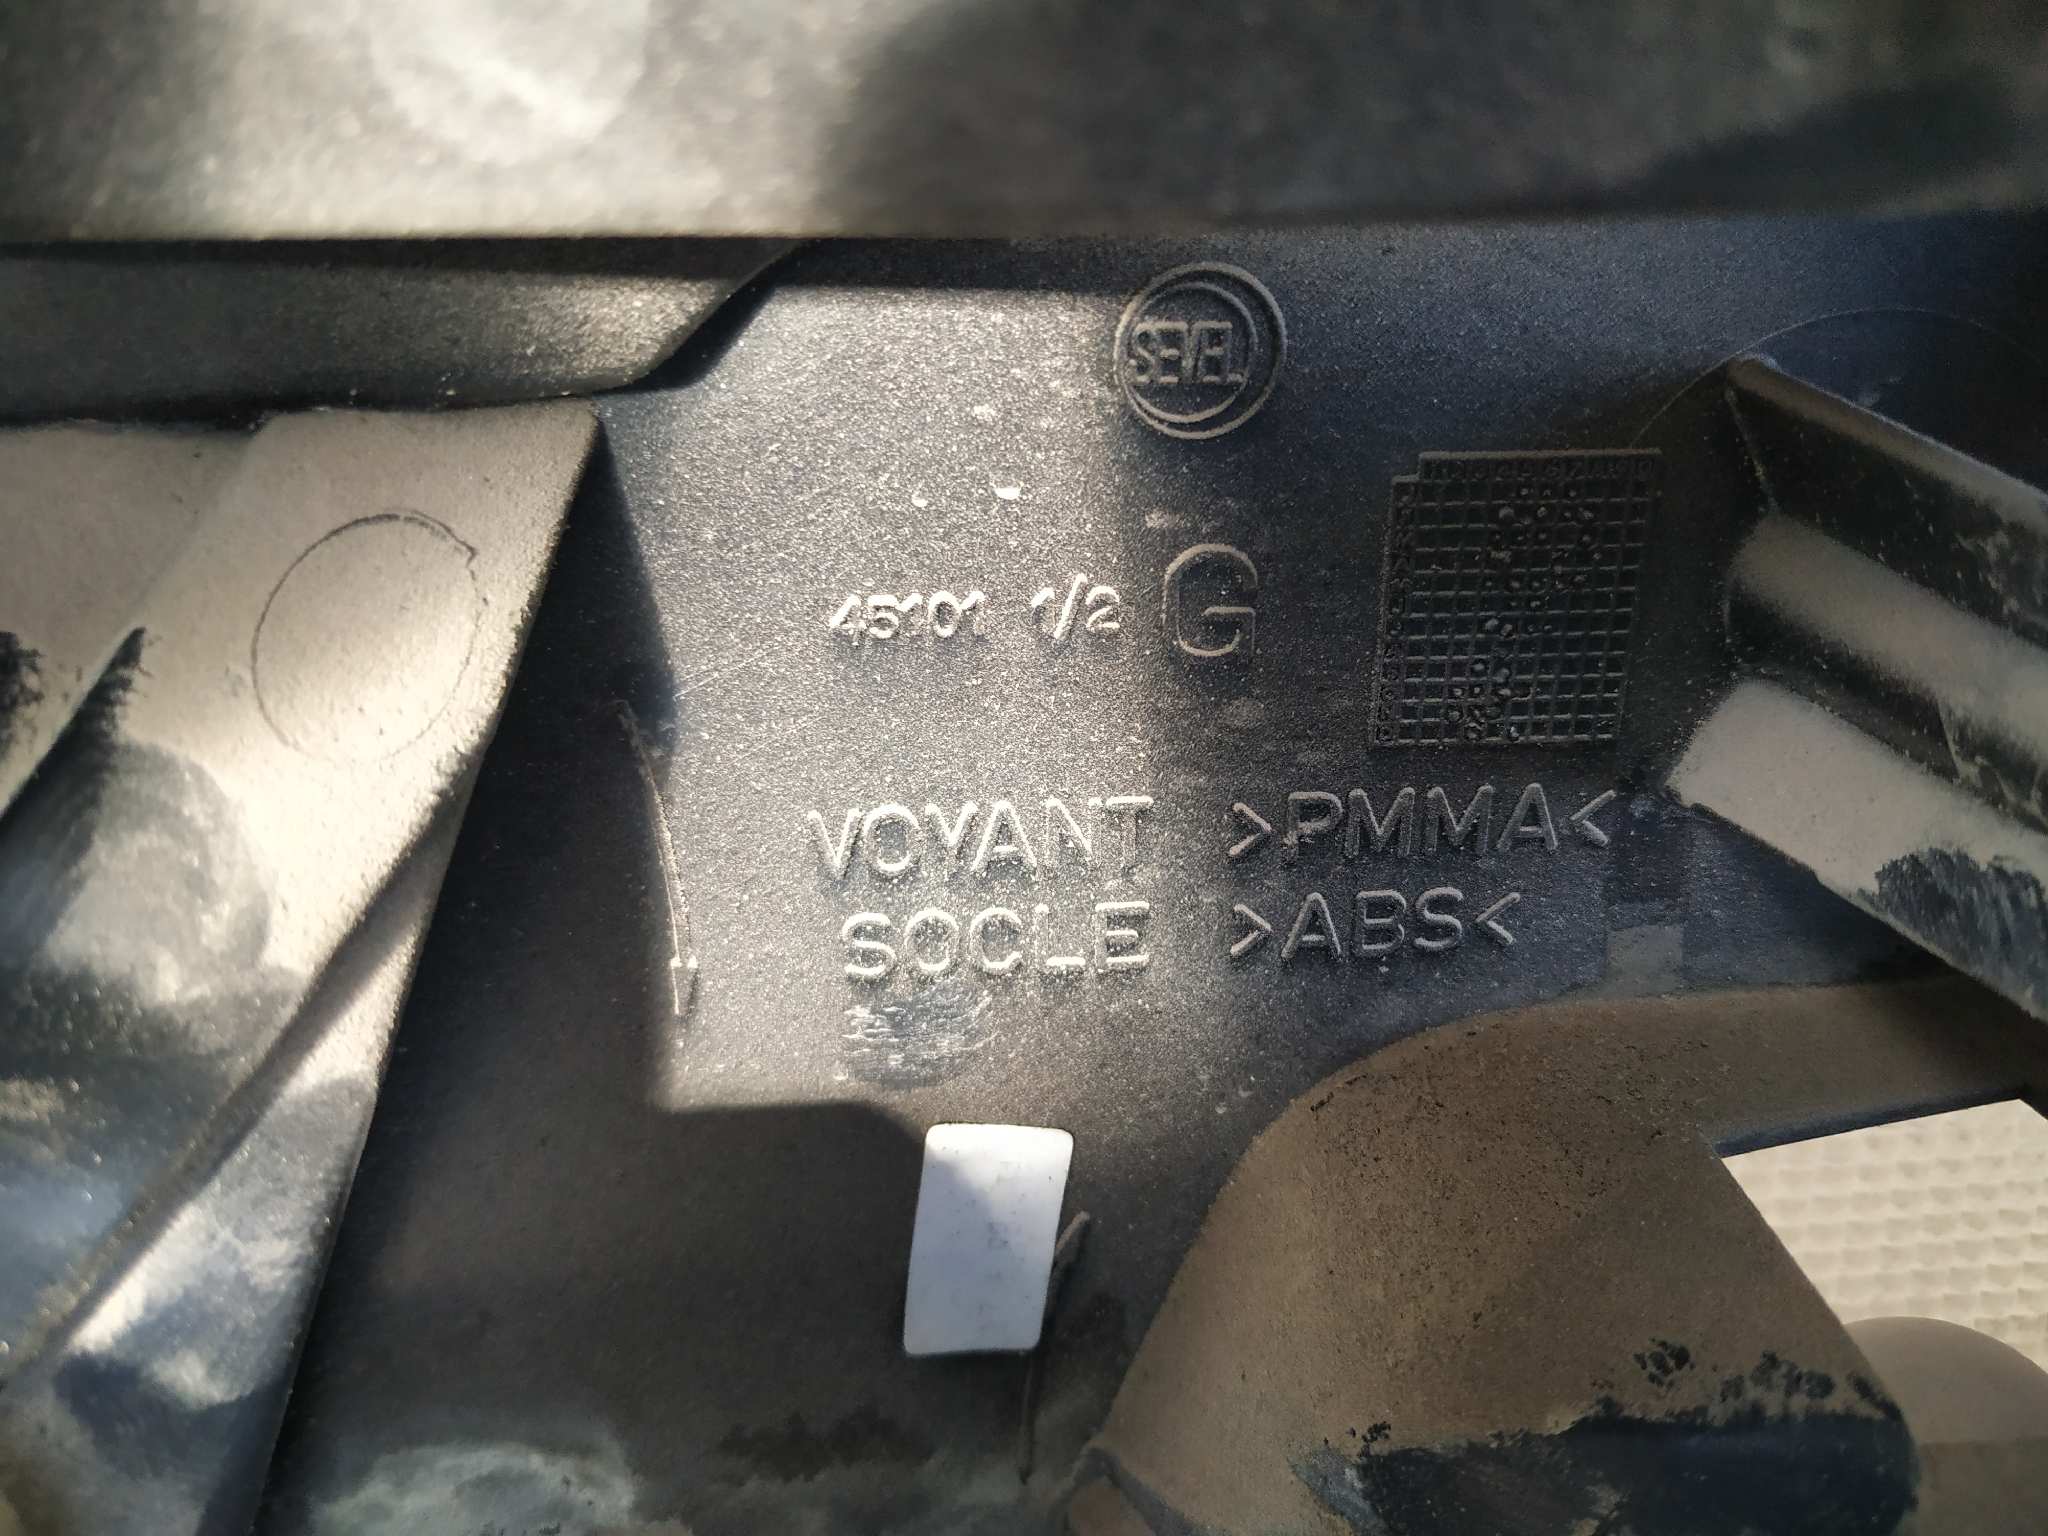 SEVEL
45101 1/2 G
VOYANT >PMMA<
SOCLE >ABS<